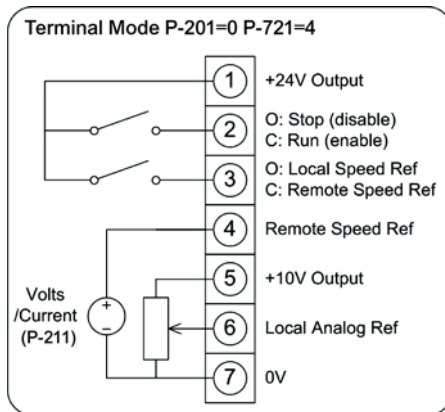 Terminal Mode P-201=0 P-721=4
1 +24V Output
2 O: Stop (disable)
C: Run (enable)
3 O: Local Speed Ref
C: Remote Speed Ref
4 Remote Speed Ref
5 +10V Output
Volts
/Current
(P-211)
+
−
6 Local Analog Ref
7 0V